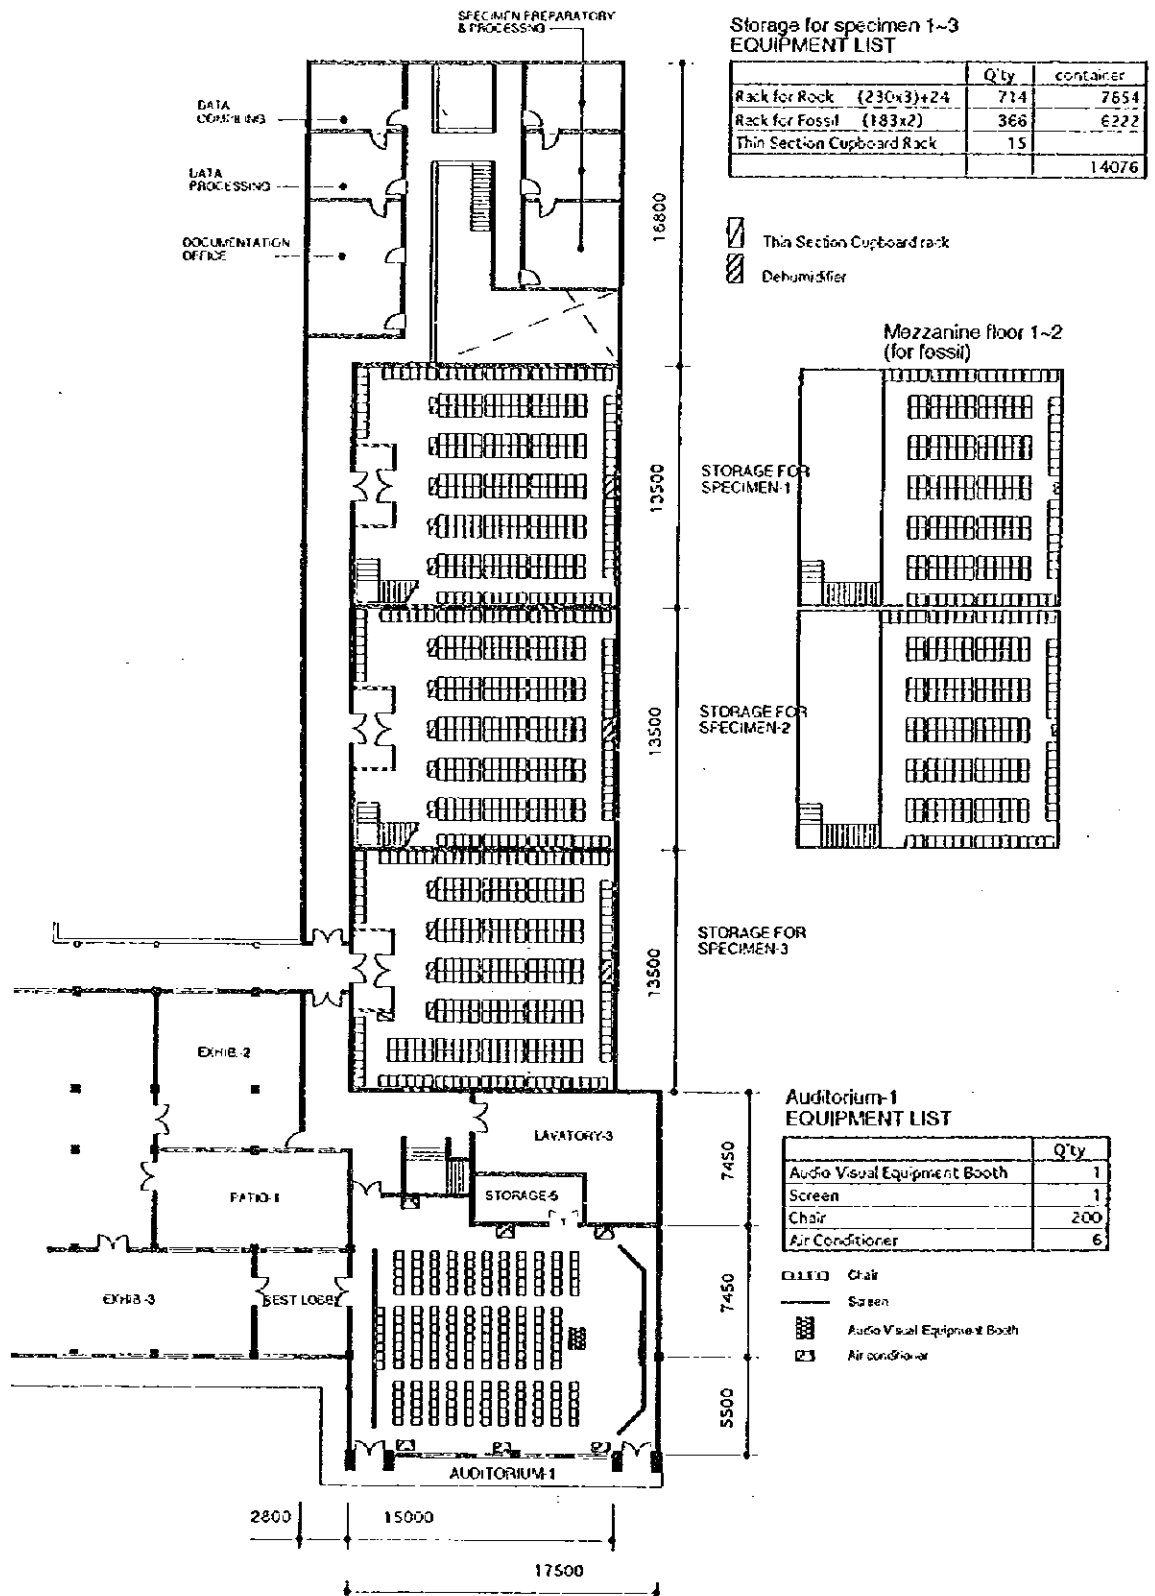 SPECIMEN PREPARATORY
& PROCESSNG
Storage for specimen 1~3
EQUIPMENT LIST
Q'ty container
Rack for Rock (230x3)+24 714 7854
Rack for Fossil (183x2) 366 6222
Thin Section Cupboard Rack 15
14076
DATA
COMPILING
DATA
PROCESSING
DOCUMENTATION
OFFICE
16800
Thin Section Cupboard rack
Dehumidifier
Mezzanine floor 1~2
(for fossil)
13500
STORAGE FOR
SPECIMEN-1
13500
STORAGE FOR
SPECIMEN-2
13500
STORAGE FOR
SPECIMEN-3
EXHIB.-2
LAVATORY-3
STORAGE-5
PATIO-1
7450
Auditorium-1
EQUIPMENT LIST
Q'ty
Audio Visual Equipment Booth 1
Screen 1
Chair 200
Air Conditioner 6
EXHIB.-3
REST LOBBY
7450
Chair
Screen
Audio Visual Equipment Booth
Air conditioner
5500
AUDITORIUM-1
2800
15000
17500